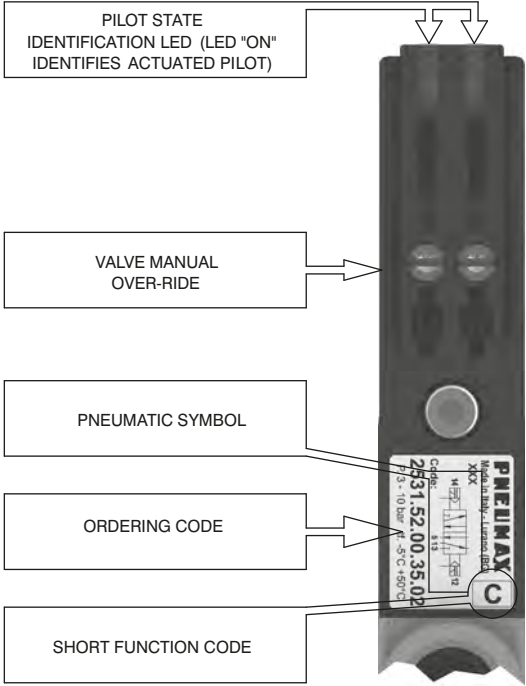 PILOT STATE
IDENTIFICATION LED (LED "ON"
IDENTIFIES ACTUATED PILOT)
VALVE MANUAL
OVER-RIDE
PNEUMATIC SYMBOL
ORDERING CODE
SHORT FUNCTION CODE
PNEUMAX
Made in Italy - Lurano (BG)
XXX
14
12
513
C
Code:
2531.52.00.35.02
P 3 - 10 bar -5°C +50°C